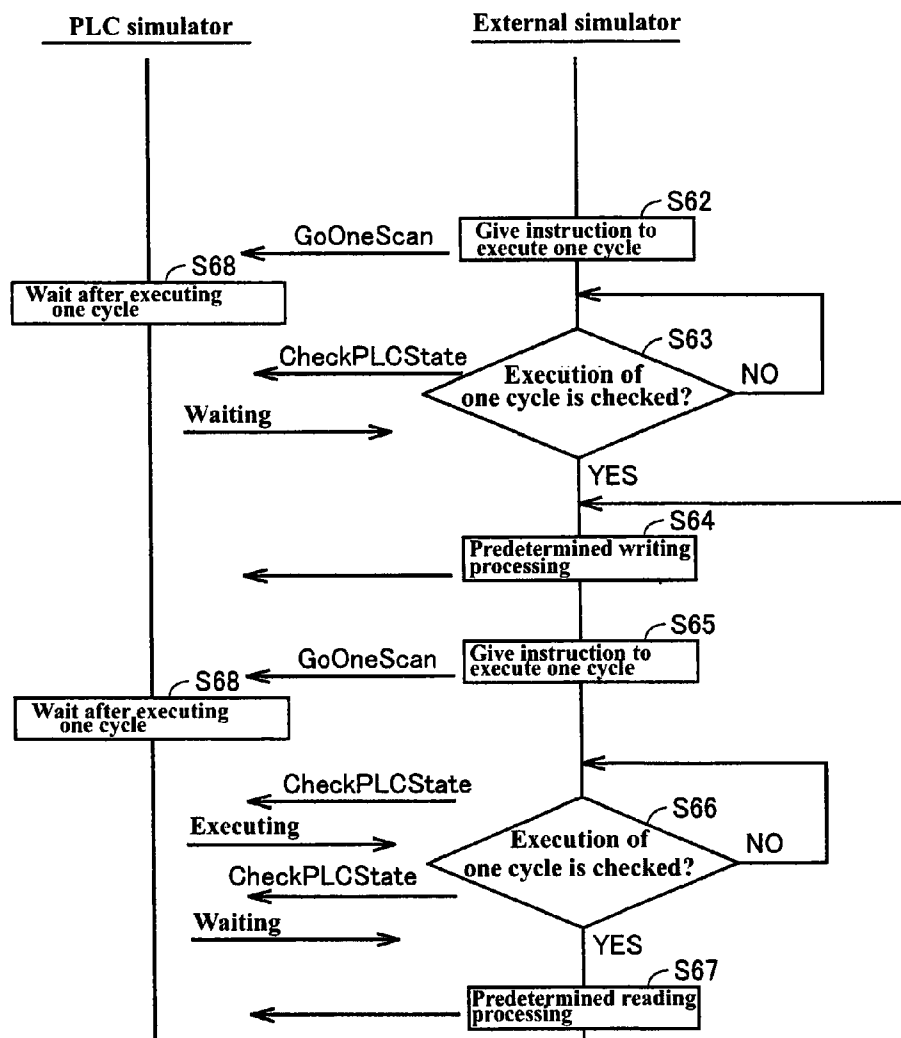 PLC simulator
External simulator
S62
GoOneScan
Give instruction to
execute one cycle
S68
Wait after executing
one cycle
S63
CheckPLCState
Execution of
one cycle is checked?
NO
Waiting
YES
S64
Predetermined writing
processing
S65
GoOneScan
Give instruction to
execute one cycle
S68
Wait after executing
one cycle
CheckPLCState
S66
Executing
Execution of
one cycle is checked?
NO
CheckPLCState
Waiting
YES
S67
Predetermined reading
processing